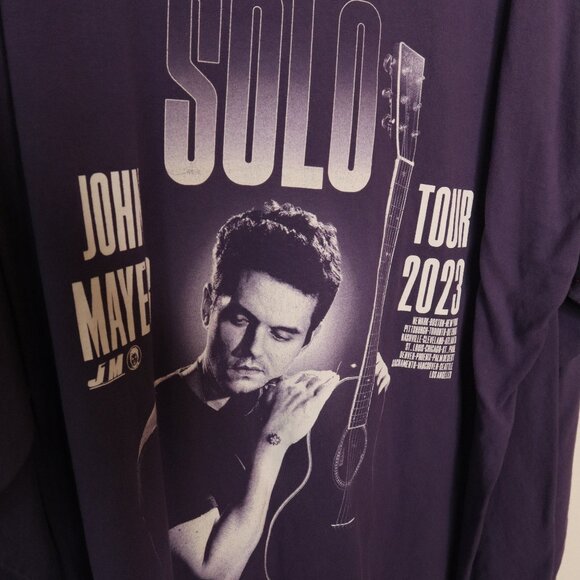 SOLO
JOHN
MAYE
JM
TOUR
2023
NEWARK-BOSTON-NEW YORK
PITTSBURGH-TORONTO-DETROIT
NASHVILLE-CLEVELAND-ATLANTA
ST. LOUIS-CHICAGO-ST. PAUL
DENVER-PHOENIX-PALM DESERT
SACRAMENTO-VANCOUVER-SEATTLE
LOS ANGELES